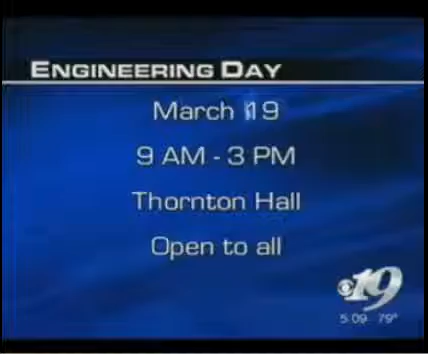 ENGINEERING DAY
March 19
9 AM - 3 PM
Thornton Hall
Open to all
19
5:09 79°